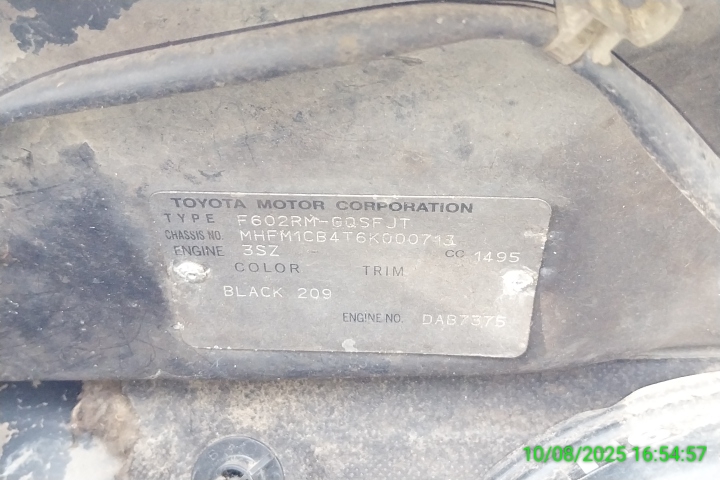 TOYOTA MOTOR CORPORATION
TYPE F602RM-GQSFJT
CHASSIS NO. MHFM1CB4T6K000713
ENGINE 3SZ CC 1495
COLOR TRIM
BLACK 209
ENGINE NO. DAB7375
10/08/2025 16:54:57